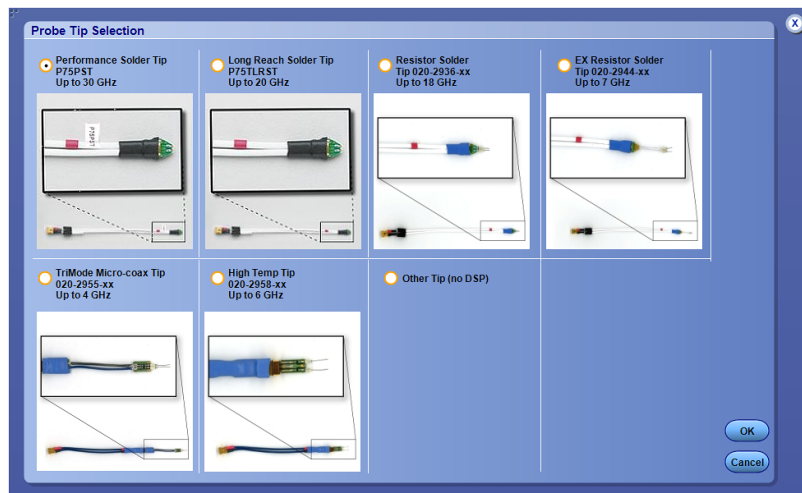 Probe Tip Selection
X
Performance Solder Tip
P75PST
Up to 30 GHz
Long Reach Solder Tip
P75TLRST
Up to 20 GHz
Resistor Solder
Tip 020-2936-xx
Up to 18 GHz
EX Resistor Solder
Tip 020-2944-xx
Up to 7 GHz
P75PST
TriMode Micro-coax Tip
020-2955-xx
Up to 4 GHz
High Temp Tip
020-2958-xx
Up to 6 GHz
Other Tip (no DSP)
OK
Cancel